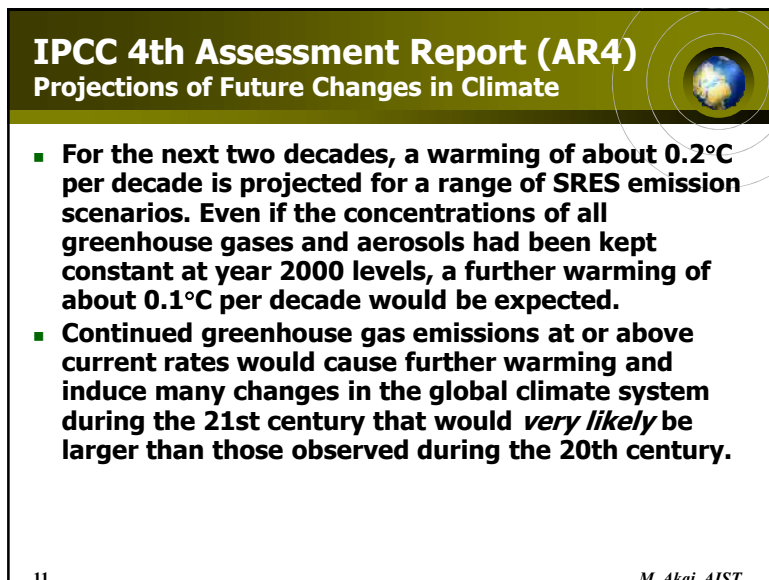 IPCC 4th Assessment Report (AR4)
Projections of Future Changes in Climate
▪ For the next two decades, a warming of about 0.2°C
per decade is projected for a range of SRES emission
scenarios. Even if the concentrations of all
greenhouse gases and aerosols had been kept
constant at year 2000 levels, a further warming of
about 0.1°C per decade would be expected.
▪ Continued greenhouse gas emissions at or above
current rates would cause further warming and
induce many changes in the global climate system
during the 21st century that would very likely be
larger than those observed during the 20th century.
11
M. Akai, AIST